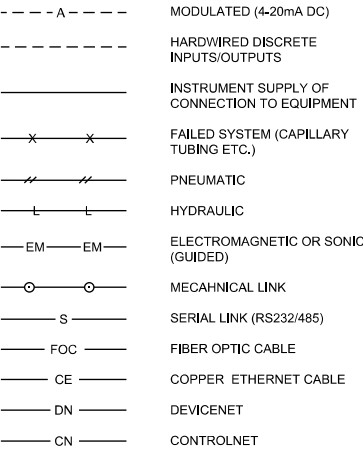 A MODULATED (4-20mA DC)
HARDWIRED DISCRETE
INPUTS/OUTPUTS
INSTRUMENT SUPPLY OF
CONNECTION TO EQUIPMENT
X X FAILED SYSTEM (CAPILLARY
TUBING ETC.)
PNEUMATIC
L L HYDRAULIC
EM EM ELECTROMAGNETIC OR SONIC
(GUIDED)
MECAHNICAL LINK
S SERIAL LINK (RS232/485)
FOC FIBER OPTIC CABLE
CE COPPER ETHERNET CABLE
DN DEVICENET
CN CONTROLNET